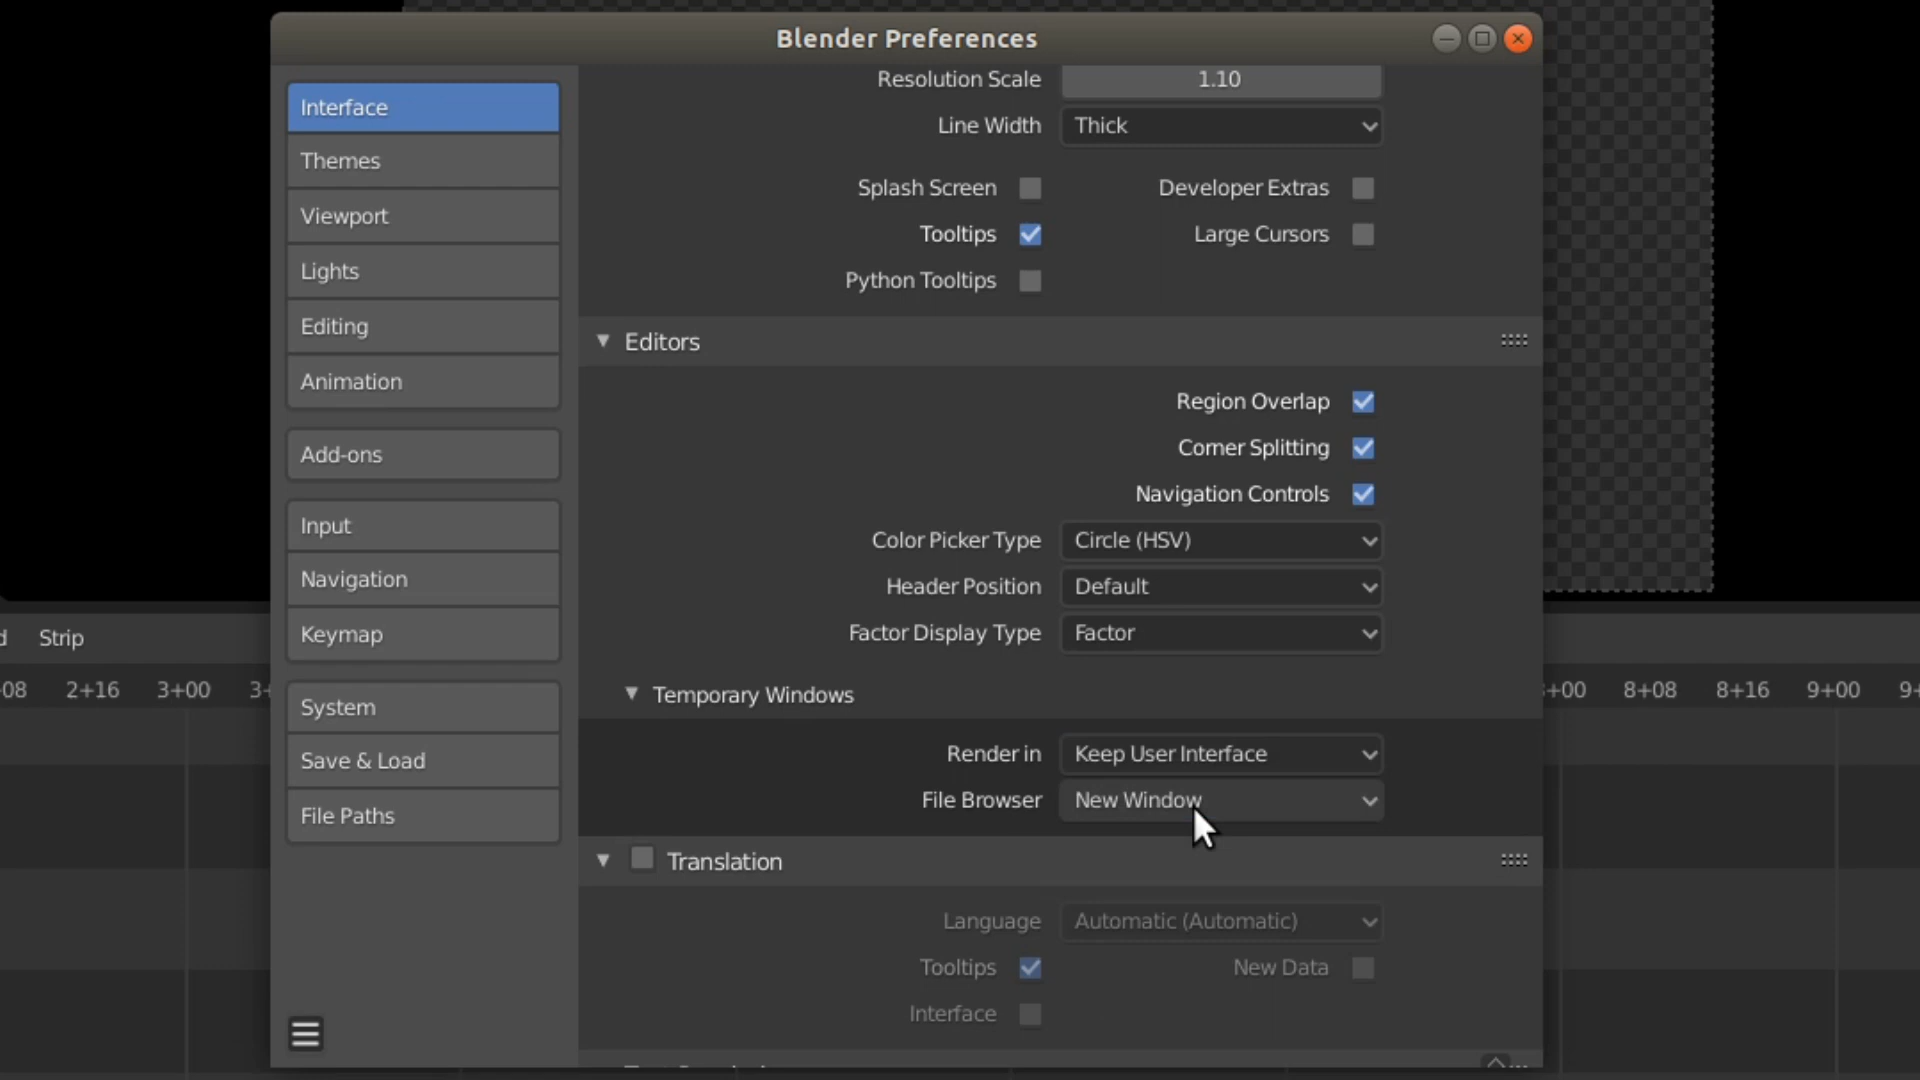 Blender Preferences
Interface
Themes
Viewport
Lights
Editing
Animation
Add-ons
Input
Navigation
Keymap
System
Save & Load
File Paths
Resolution Scale 1.10
Line Width Thick
Splash Screen Developer Extras
Tooltips Large Cursors
Python Tooltips
Editors
Region Overlap
Corner Splitting
Navigation Controls
Color Picker Type Circle (HSV)
Header Position Default
Factor Display Type Factor
Temporary Windows
Render in Keep User Interface
File Browser New Window
Translation
Language Automatic (Automatic)
Tooltips New Data
Interface
Strip
08 2+16 3+00 3+ +00 8+08 8+16 9+00 9+